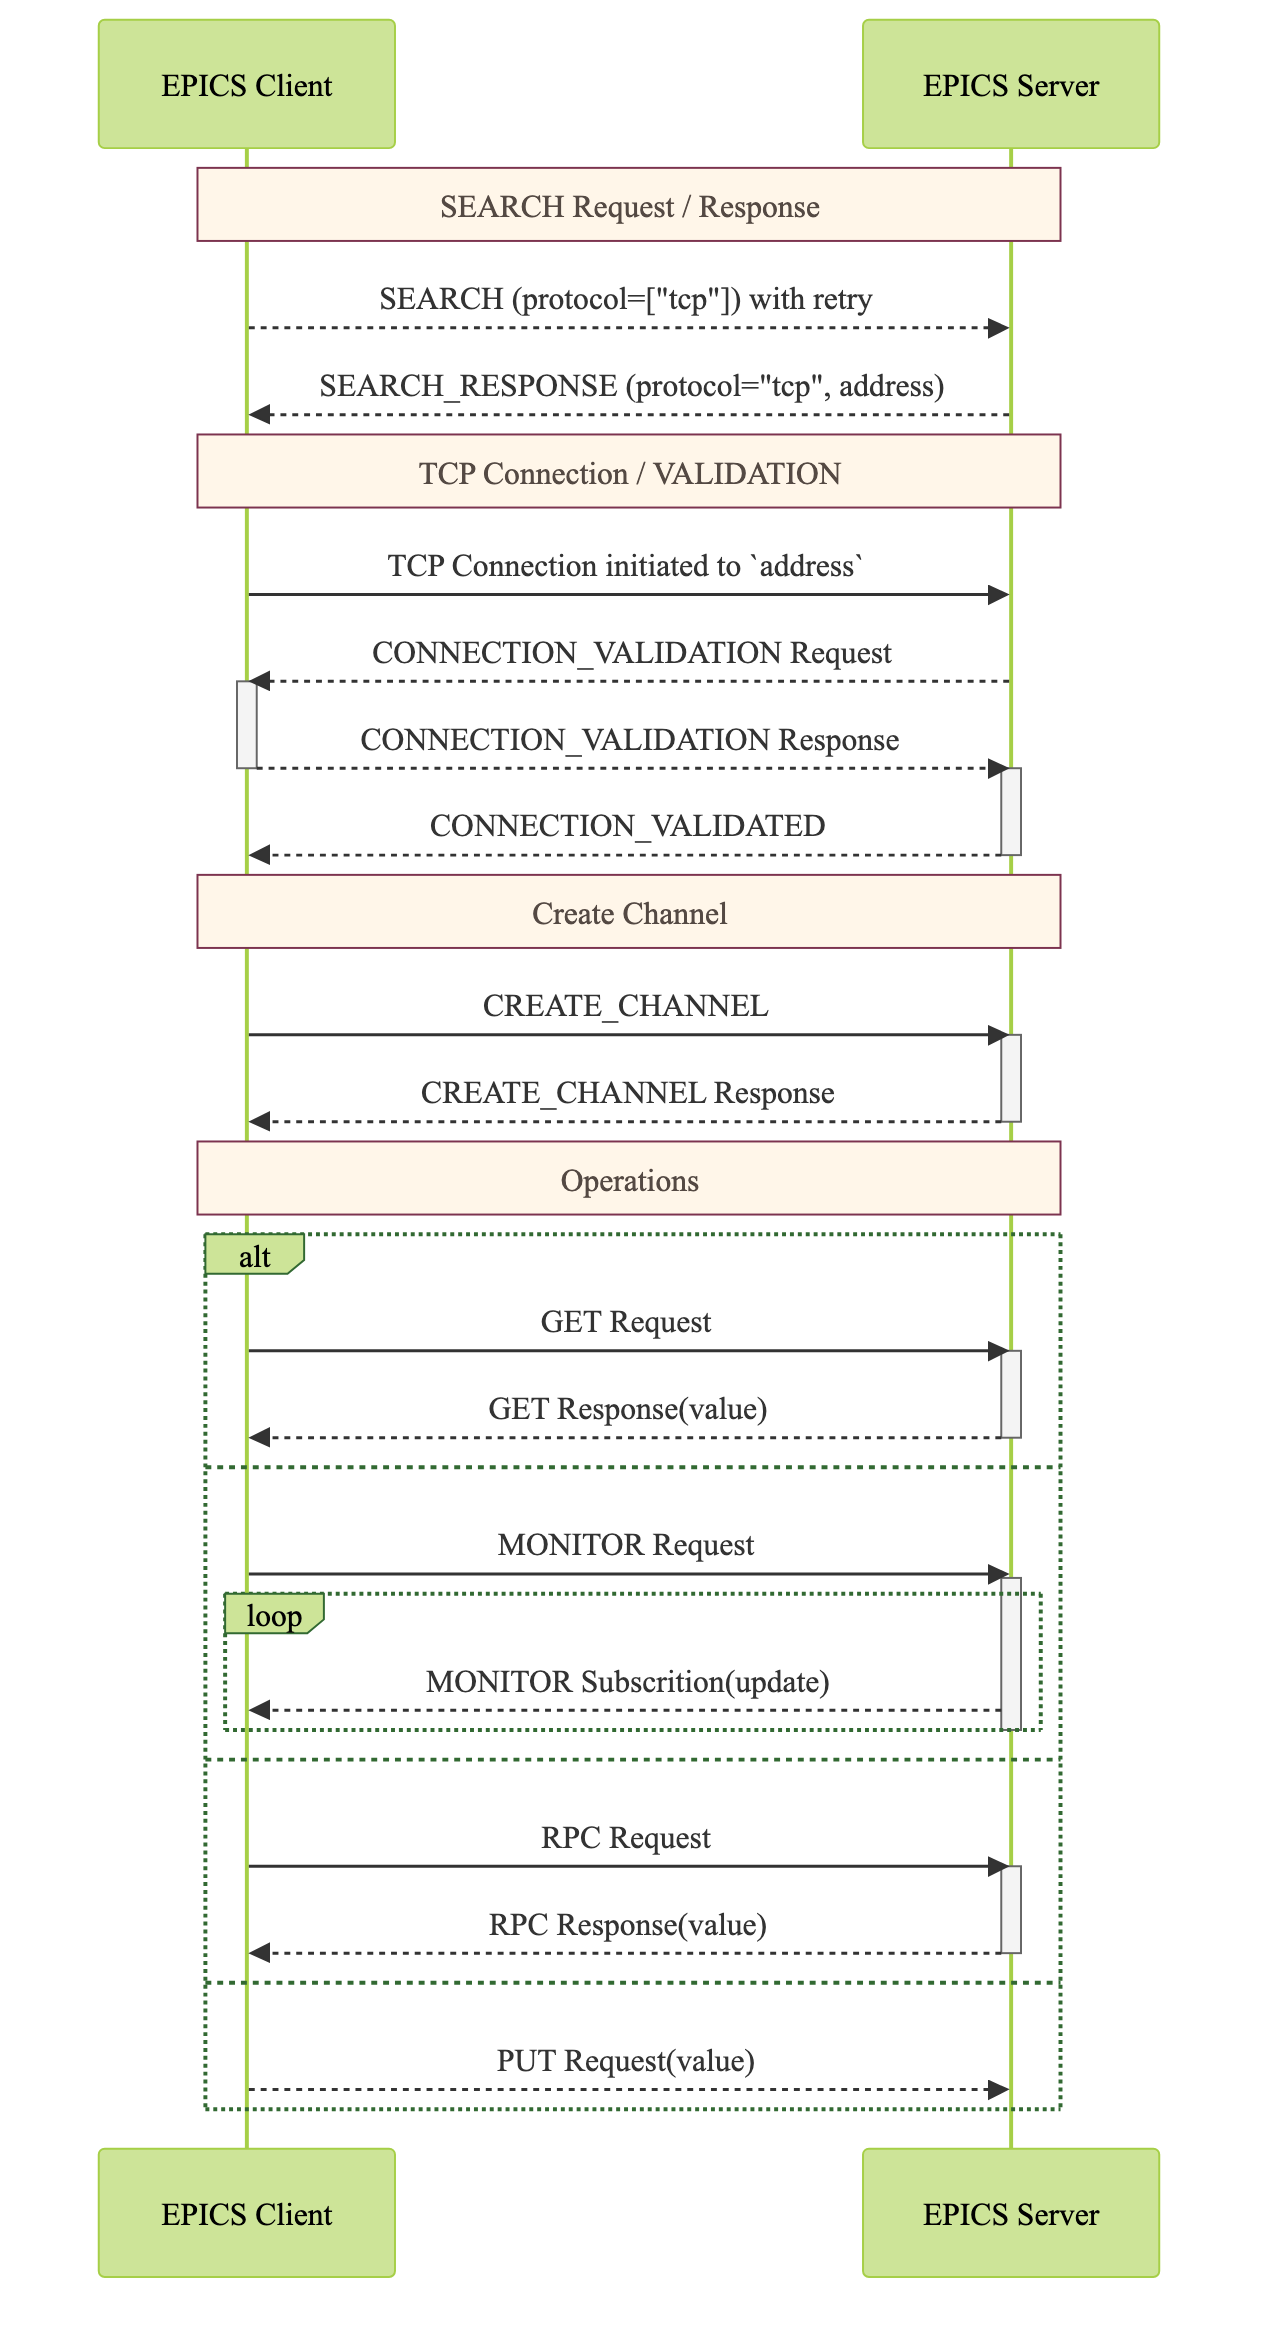 EPICS Client
EPICS Server
SEARCH Request / Response
SEARCH (protocol=["tcp"]) with retry
SEARCH_RESPONSE (protocol="tcp", address)
TCP Connection / VALIDATION
TCP Connection initiated to `address`
CONNECTION_VALIDATION Request
CONNECTION_VALIDATION Response
CONNECTION_VALIDATED
Create Channel
CREATE_CHANNEL
CREATE_CHANNEL Response
Operations
alt
GET Request
GET Response(value)
MONITOR Request
loop
MONITOR Subscrition(update)
RPC Request
RPC Response(value)
PUT Request(value)
EPICS Client
EPICS Server